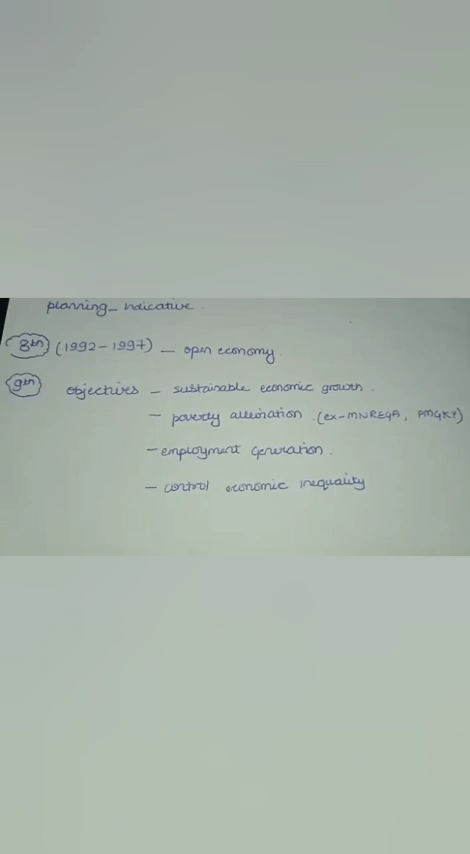 planning - indicative.
8th (1992-1997) - open economy.
9th objectives - sustainable economic growth.
- poverty alleviation. (ex-MNREGA, PMGKY)
- employment generation.
- control economic inequality